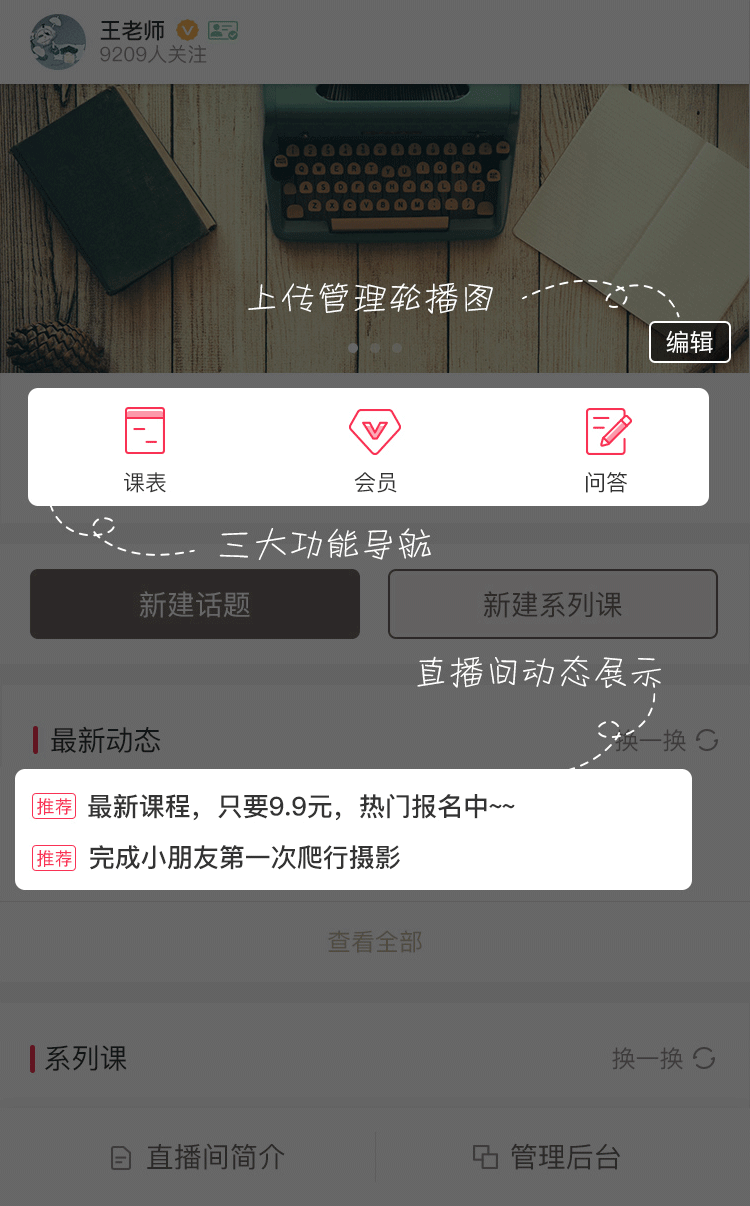 王老师
9209人关注
上传管理轮播图
编辑
课表 会员 问答
三大功能导航
新建话题 新建系列课
直播间动态展示
最新动态 换一换
推荐 最新课程，只要9.9元，热门报名中~~
推荐 完成小朋友第一次爬行摄影
查看全部
系列课 换一换
直播间简介 管理后台